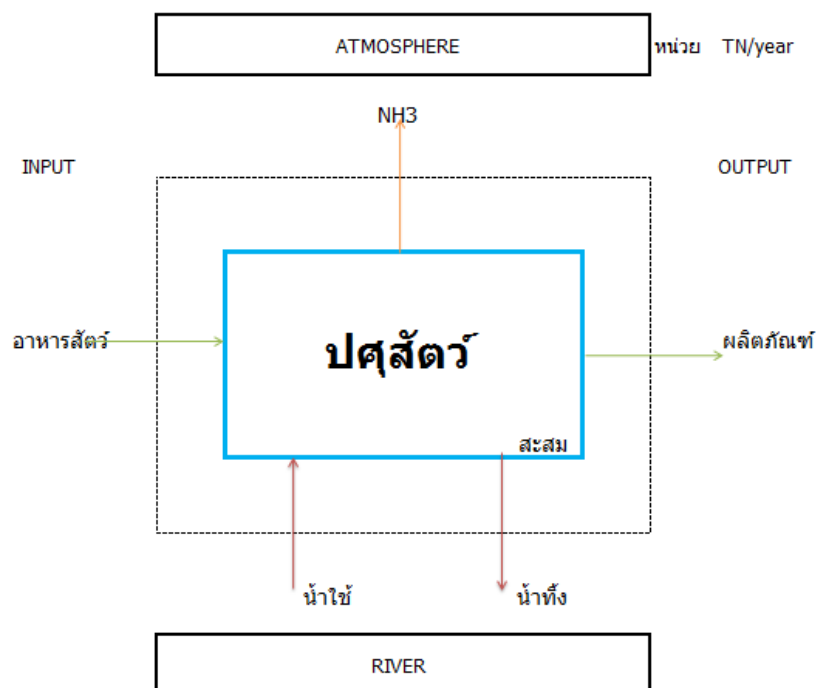 ATMOSPHERE หน่วย TN/year
NH3
INPUT OUTPUT
อาหารสัตว์ ปศุสัตว์ ผลิตภัณฑ์
สะสม
น้ำใช้ น้ำทิ้ง
RIVER